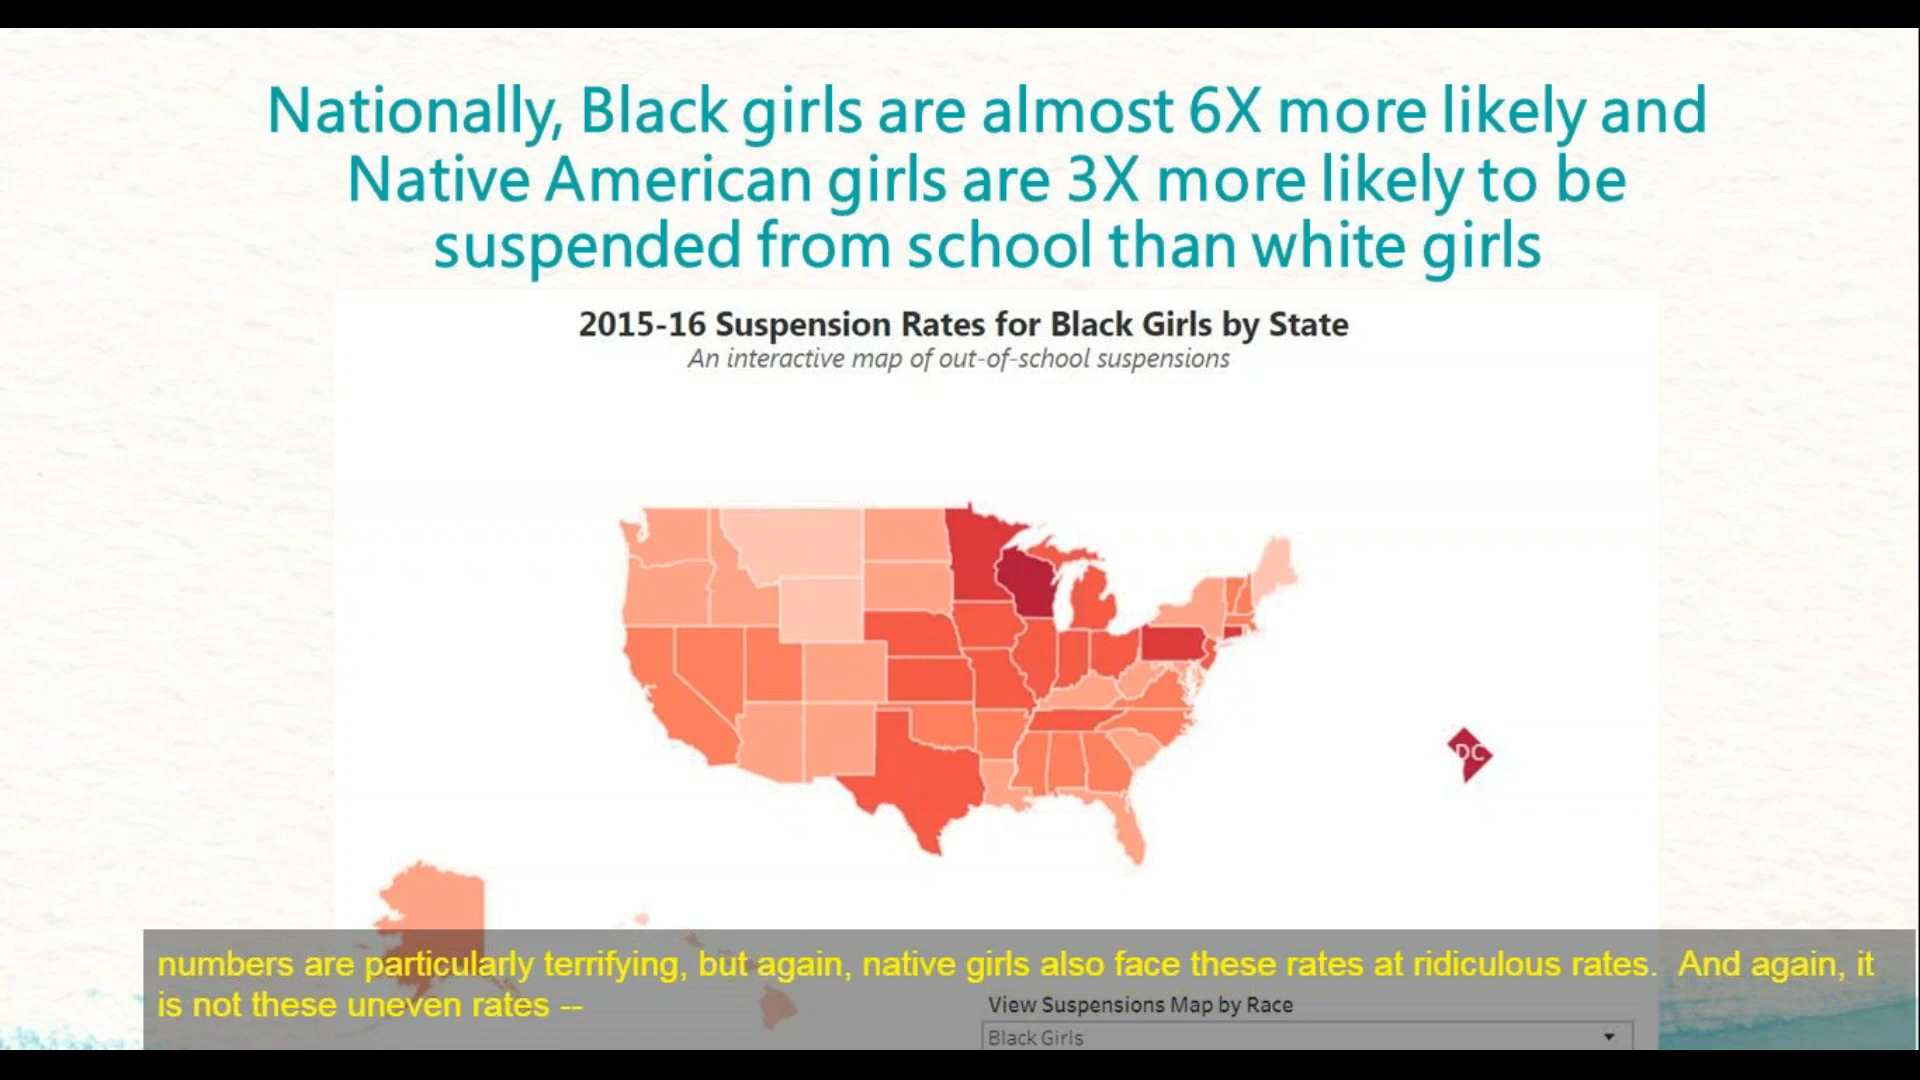 Nationally, Black girls are almost 6X more likely and
Native American girls are 3X more likely to be
suspended from school than white girls
2015-16 Suspension Rates for Black Girls by State
An interactive map of out-of-school suspensions
DC
numbers are particularly terrifying, but again, native girls also face these rates at ridiculous rates.  And again, it
is not these uneven rates --
View Suspensions Map by Race
Black Girls